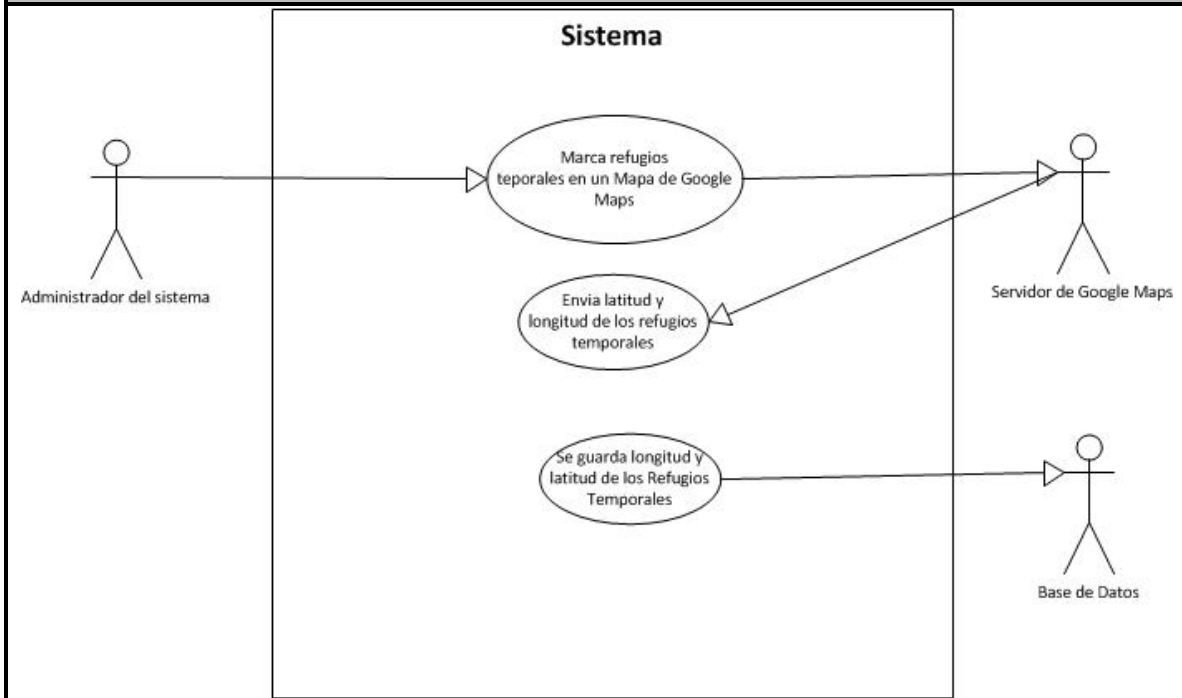 Sistema
Marca refugios
teporales en un Mapa de Google
Maps
Administrador del sistema
Servidor de Google Maps
Envia latitud y
longitud de los refugios
temporales
Se guarda longitud y
latitud de los Refugios
Temporales
Base de Datos